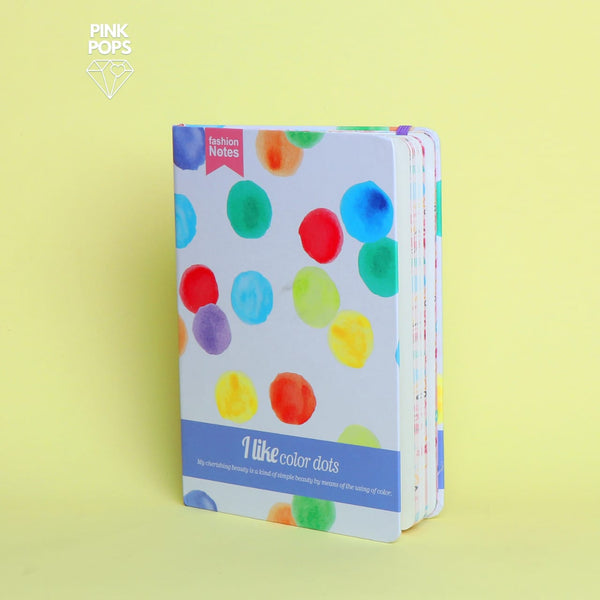 PINK
POPS
fashion
Notes
I like color dots
My cherishing beauty is a kind of simple beauty by means of the using of color.